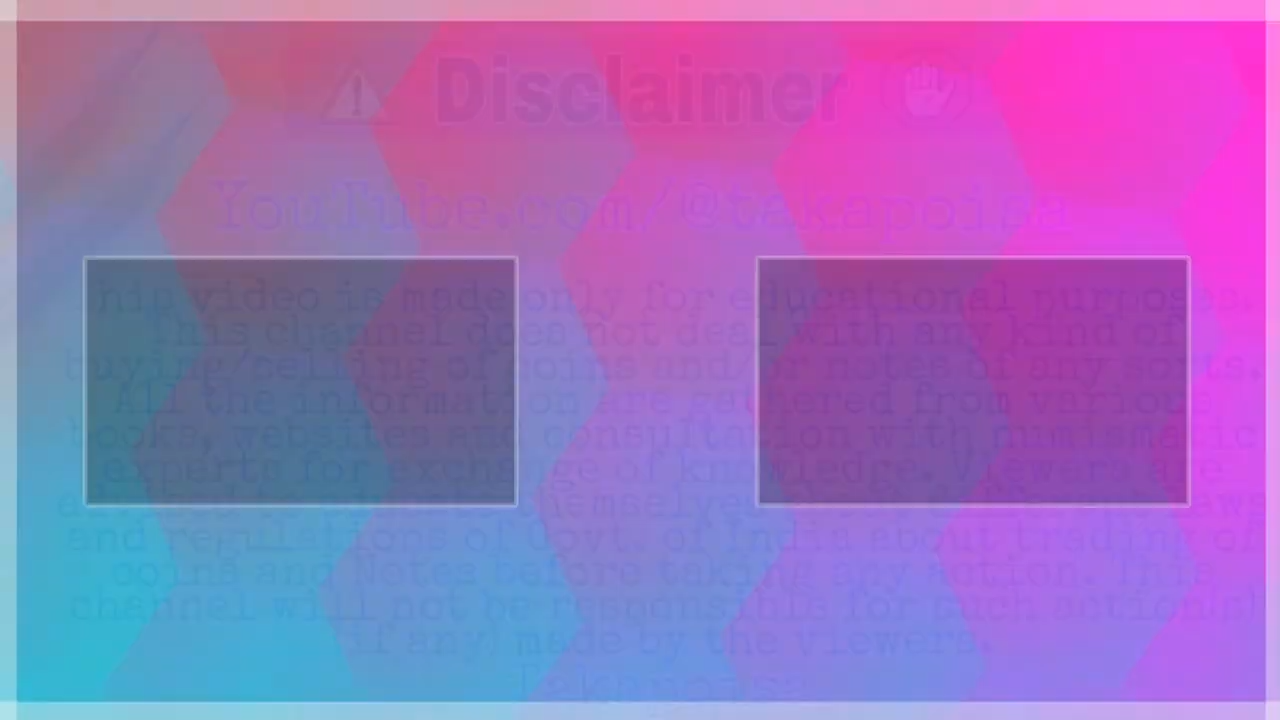 Disclaimer
YouTube.com/@takapoisa
video is made only for educational purposes.
This channel does not deal with any kind of
buying/selling of coins and/or notes of any sorts.
All the information are gathered from various
books, websites and consultation with numismatic
experts for exchange of knowledge. Viewers are
themselves laws
and regulations of Govt. of India about trading of
coins and Notes before taking any action. This
channel will not be responsible for such action(s)
if any) made by the viewers.